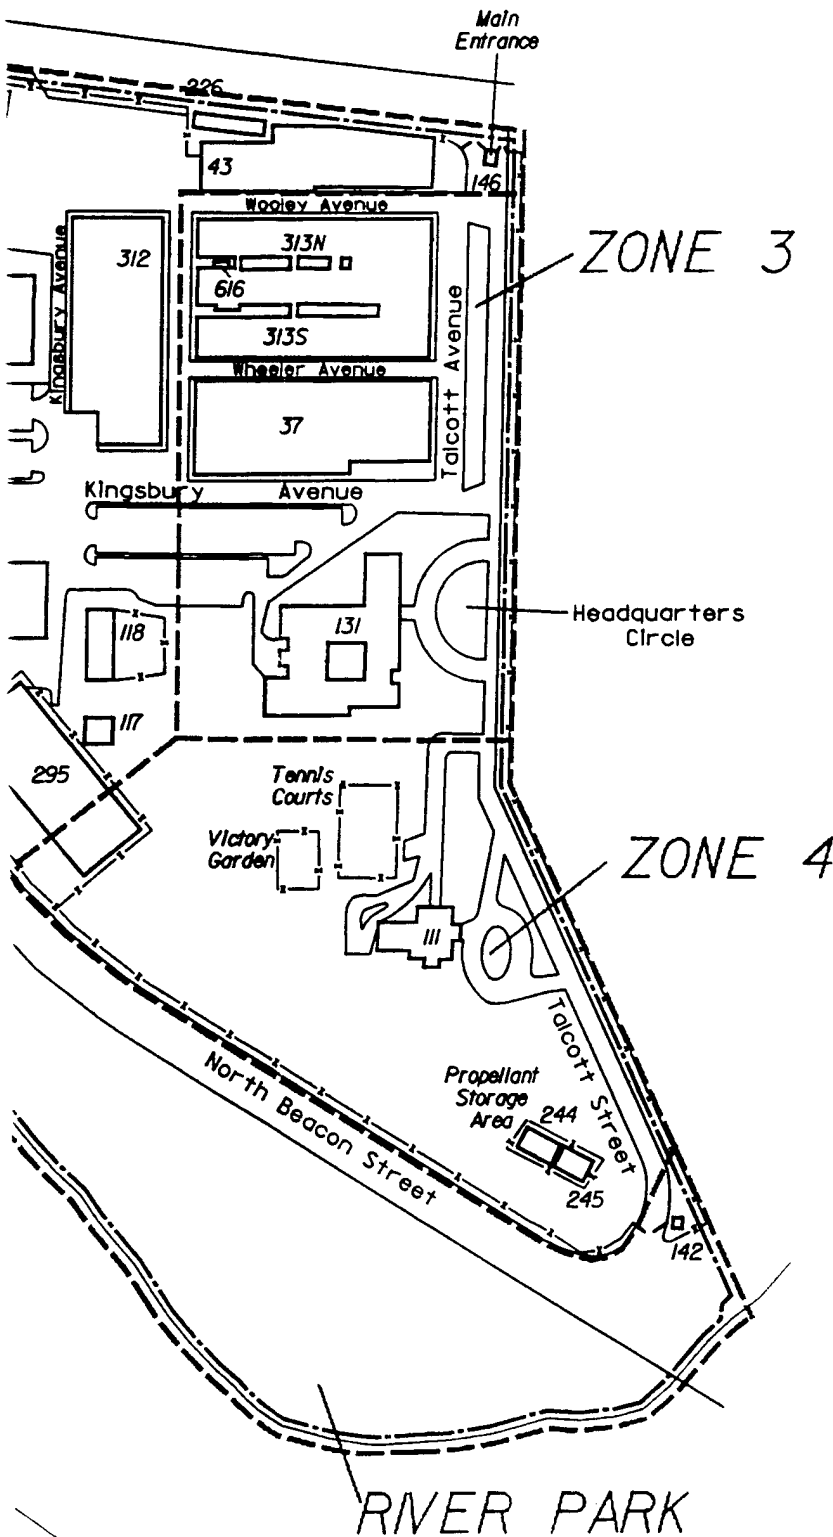 Main
Entrance
226
43
146
Wooley Avenue
ZONE 3
312
313N
Kingsbury Avenue
616
Talcott Avenue
313S
Wheeler Avenue
37
Kingsbury Avenue
Headquarters
Circle
118
131
117
295
Tennis
Courts
Victory
Garden
ZONE 4
111
Talcott Street
North Beacon Street
Propellant
Storage
Area
244
245
142
RIVER PARK